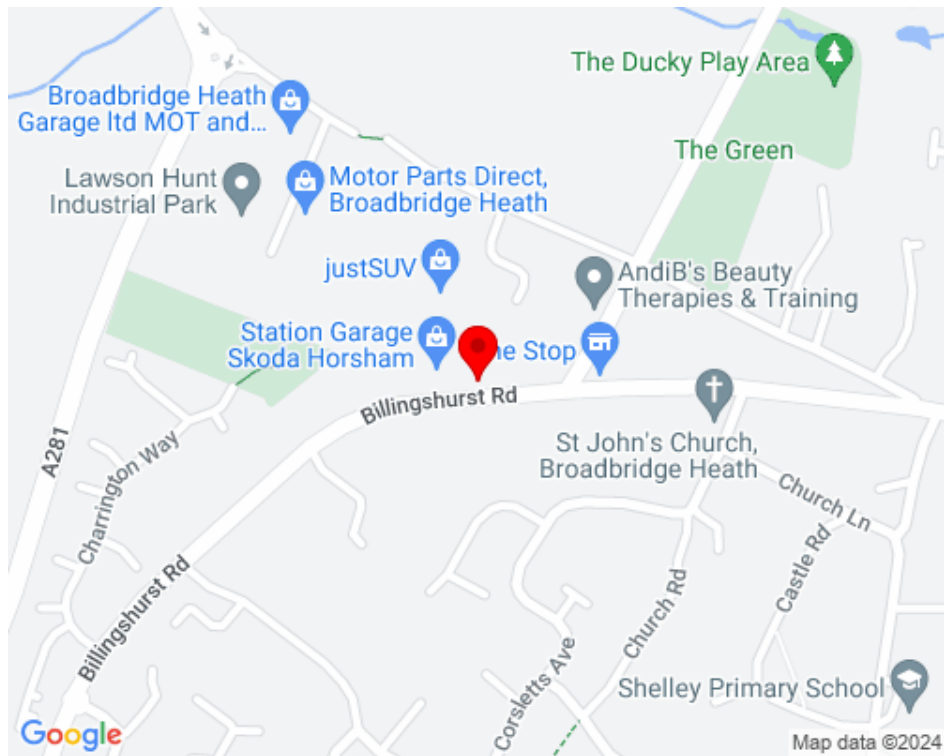 The Ducky Play Area
Broadbridge Heath
Garage ltd MOT and...
The Green
Lawson Hunt
Industrial Park
Motor Parts Direct,
Broadbridge Heath
justSUV
AndiB's Beauty
Therapies & Training
Station Garage
Skoda Horsham
ne Stop
Billingshurst Rd
A281
St John's Church,
Broadbridge Heath
Charrington Way
Church Ln
Castle Rd
Billingshurst Rd
Church Rd
Corsletts Ave
Shelley Primary School
Google
Map data ©2024